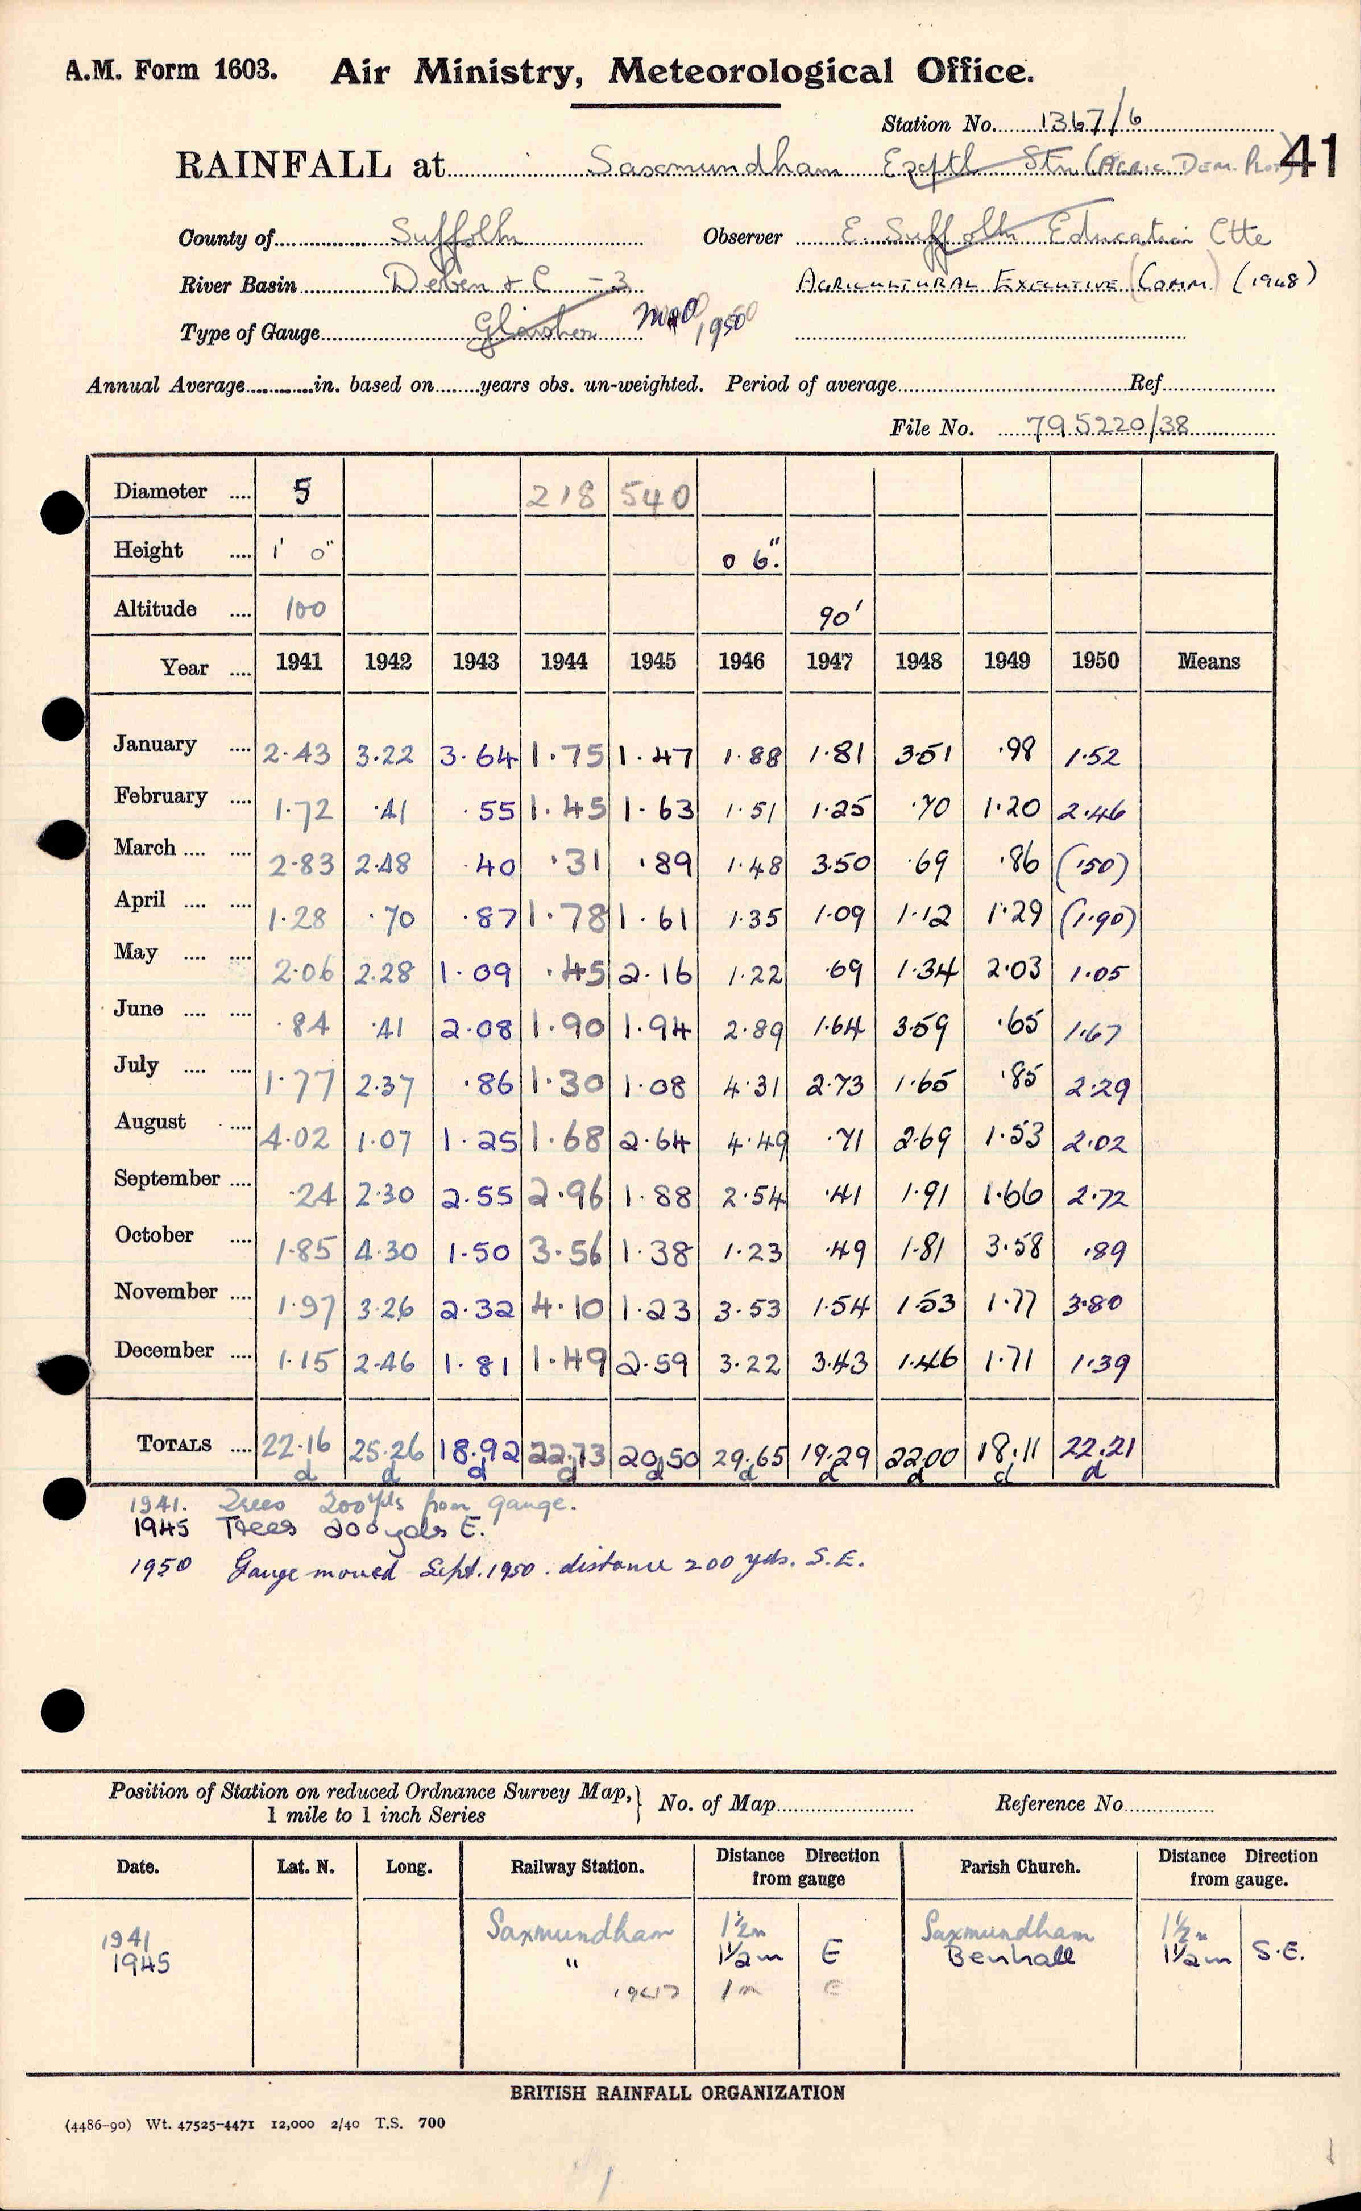 A.M. Form 1603. Air Ministry, Meteorological Office.
Station No. 1367/6
RAINFALL at Saxmundham Exptl Stn (AGRIC. DEM. PLOT) 41
County of Suffolk Observer E. Suffolk Education Ctte
River Basin Deben & C - 3 AGRICULTURAL EXECUTIVE (COMM.) (1948)
Type of Gauge Glaisher MO 1950
Annual Average in. based on years obs. un-weighted. Period of average Ref
File No. 795220/38
Diameter 5 218 540
Height 1' 0" 0 6".
Altitude 100 90'
Year 1941 1942 1943 1944 1945 1946 1947 1948 1949 1950 Means
January 2.43 3.22 3.64 1.75 1.47 1.88 1.81 3.51 .98 1.52
February 1.72 .41 .55 1.45 1.63 1.51 1.25 .70 1.20 2.46
March 2.83 2.48 .40 .31 .89 1.48 3.50 .69 .86 (.50)
April 1.28 .70 .87 1.78 1.61 1.35 1.09 1.12 1.29 (1.90)
May 2.06 2.28 1.09 .45 2.16 1.22 .69 1.34 2.03 1.05
June .84 .41 2.08 1.90 1.94 2.89 1.64 3.59 .65 1.67
July 1.77 2.37 .86 1.30 1.08 4.31 2.73 1.65 .85 2.29
August 4.02 1.07 1.25 1.68 2.64 4.49 .71 2.69 1.53 2.02
September .24 2.30 2.55 2.96 1.88 2.54 .41 1.91 1.66 2.72
October 1.85 4.30 1.50 3.56 1.38 1.23 .49 1.81 3.58 .89
November 1.97 3.26 2.32 4.10 1.23 3.53 1.54 1.53 1.77 3.80
December 1.15 2.46 1.81 1.49 2.59 3.22 3.43 1.46 1.71 1.39
TOTALS 22.16 25.26 18.92 22.73 20.50 29.65 19.29 22.00 18.11 22.21
d d d d d d d d d d
1941. Trees 200 yds from gauge.
1945 Trees 200 yds E.
1950 Gauge moved Sept. 1950. distance 200 yds. S.E.
Position of Station on reduced Ordnance Survey Map, 1 mile to 1 inch Series } No. of Map Reference No
Date. Lat. N. Long. Railway Station. Distance Direction from gauge Parish Church. Distance Direction from gauge.
1941 Saxmundham 1½m Saxmundham 1½m
1945 " 1½m E Benhall 1½m S.E.
1947 1m E
BRITISH RAINFALL ORGANIZATION
(4486-90) Wt. 47525-4471 12,000 2/40 T.S. 700